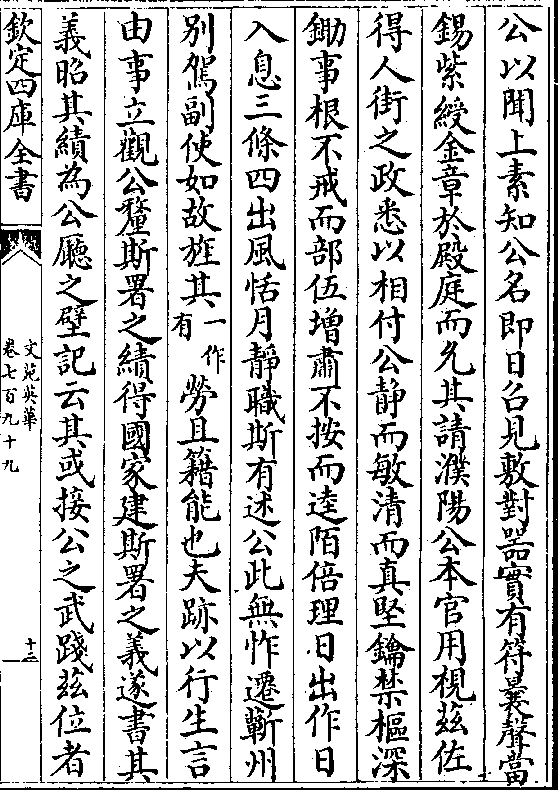 公以聞上素知公名即日召見敷對器實有符曩聲當
錫紫綬金章於殿庭而允其請濮陽公本官用梘茲佐
得人街之政悉以相付公静而敏清而真堅鑰禁樞深
鋤事根不戒而部伍增肅不按而逵陌倍理日出作日
入息三條四出風恬月靜職斯有述公此無怍遷蘄州
別駕副使如故旌其一作有勞且籍能也夫跡以行生言
由事立觀公釐斯署之績得國家建斯署之義遂書其
義昭其績為公廳之壁記云其或接公之武踐茲位者
欽定四庫全書
文苑英華
卷七百九十九
十三